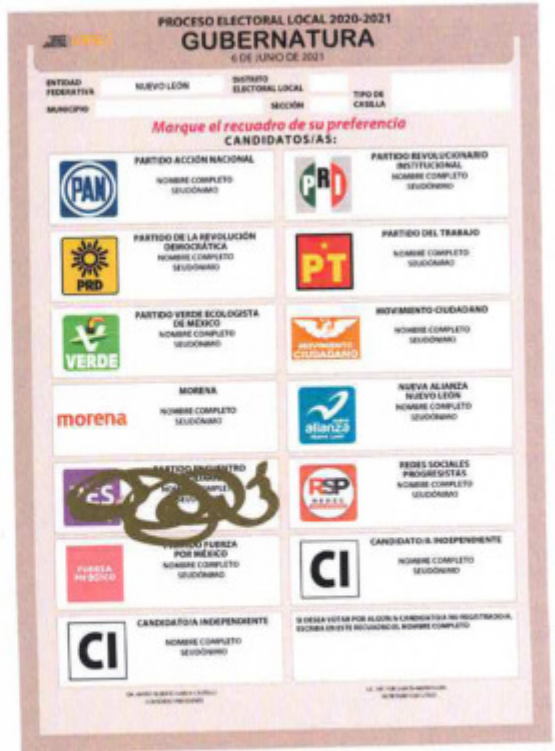 PROCESO ELECTORAL LOCAL 2020-2021
GUBERNATURA
6 DE JUNIO DE 2021
ENTIDAD FEDERATIVA
NUEVO LEÓN
DISTRITO ELECTORAL LOCAL
MUNICIPIO
SECCIÓN
TIPO DE CASILLA
Marque el recuadro de su preferencia
CANDIDATOS/AS:
PAN
PARTIDO ACCIÓN NACIONAL
NOMBRE COMPLETO
SEUDÓNIMO
PRI
PARTIDO REVOLUCIONARIO
INSTITUCIONAL
NOMBRE COMPLETO
SEUDÓNIMO
PRD
PARTIDO DE LA REVOLUCIÓN
DEMOCRÁTICA
NOMBRE COMPLETO
SEUDÓNIMO
PT
PARTIDO DEL TRABAJO
NOMBRE COMPLETO
SEUDÓNIMO
VERDE
PARTIDO VERDE ECOLOGISTA
DE MÉXICO
NOMBRE COMPLETO
SEUDÓNIMO
MOVIMIENTO
CIUDADANO
MOVIMIENTO CIUDADANO
NOMBRE COMPLETO
SEUDÓNIMO
morena
MORENA
NOMBRE COMPLETO
SEUDÓNIMO
alianza
NUEVA ALIANZA
NUEVO LEÓN
NOMBRE COMPLETO
SEUDÓNIMO
ES
PARTIDO ENCUENTRO
RSP
REDES
REDES SOCIALES
PROGRESISTAS
NOMBRE COMPLETO
SEUDÓNIMO
FUERZA
FUERZA
POR MÉXICO
NOMBRE COMPLETO
SEUDÓNIMO
CI
CANDIDATO/A INDEPENDIENTE
NOMBRE COMPLETO
SEUDÓNIMO
CI
CANDIDATO/A INDEPENDIENTE
NOMBRE COMPLETO
SEUDÓNIMO
SI DESEA VOTAR POR ALGÚN/A CANDIDATO/A NO REGISTRADO/A,
ESCRIBA EN ESTE RECUADRO EL NOMBRE COMPLETO